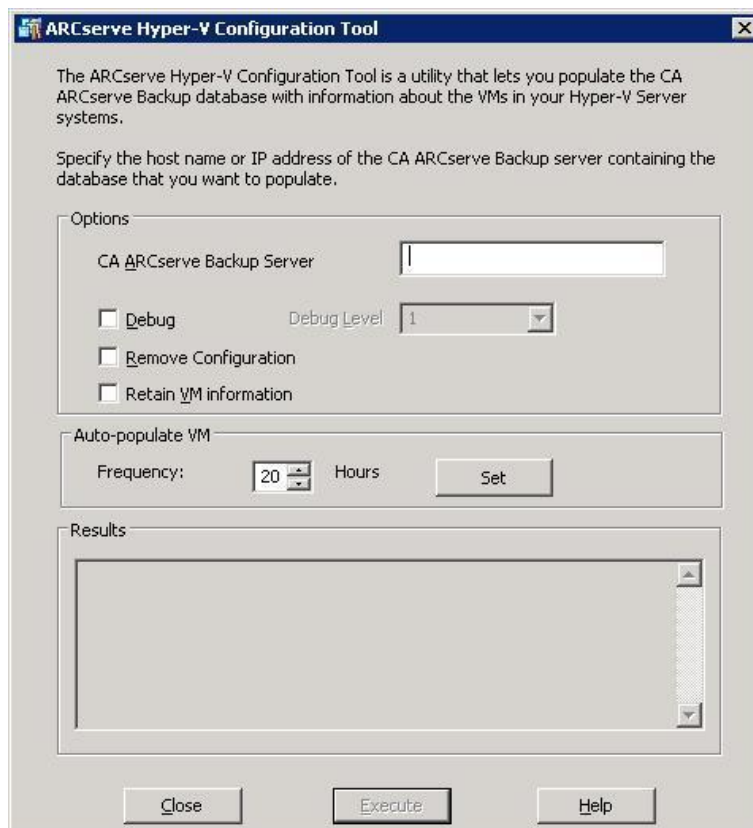 ARCserve Hyper-V Configuration Tool
The ARCserve Hyper-V Configuration Tool is a utility that lets you populate the CA
ARCserve Backup database with information about the VMs in your Hyper-V Server
systems.
Specify the host name or IP address of the CA ARCserve Backup server containing the
database that you want to populate.
Options
CA ARCserve Backup Server
Debug Debug Level 1
Remove Configuration
Retain VM information
Auto-populate VM
Frequency: 20 Hours Set
Results
Close Execute Help